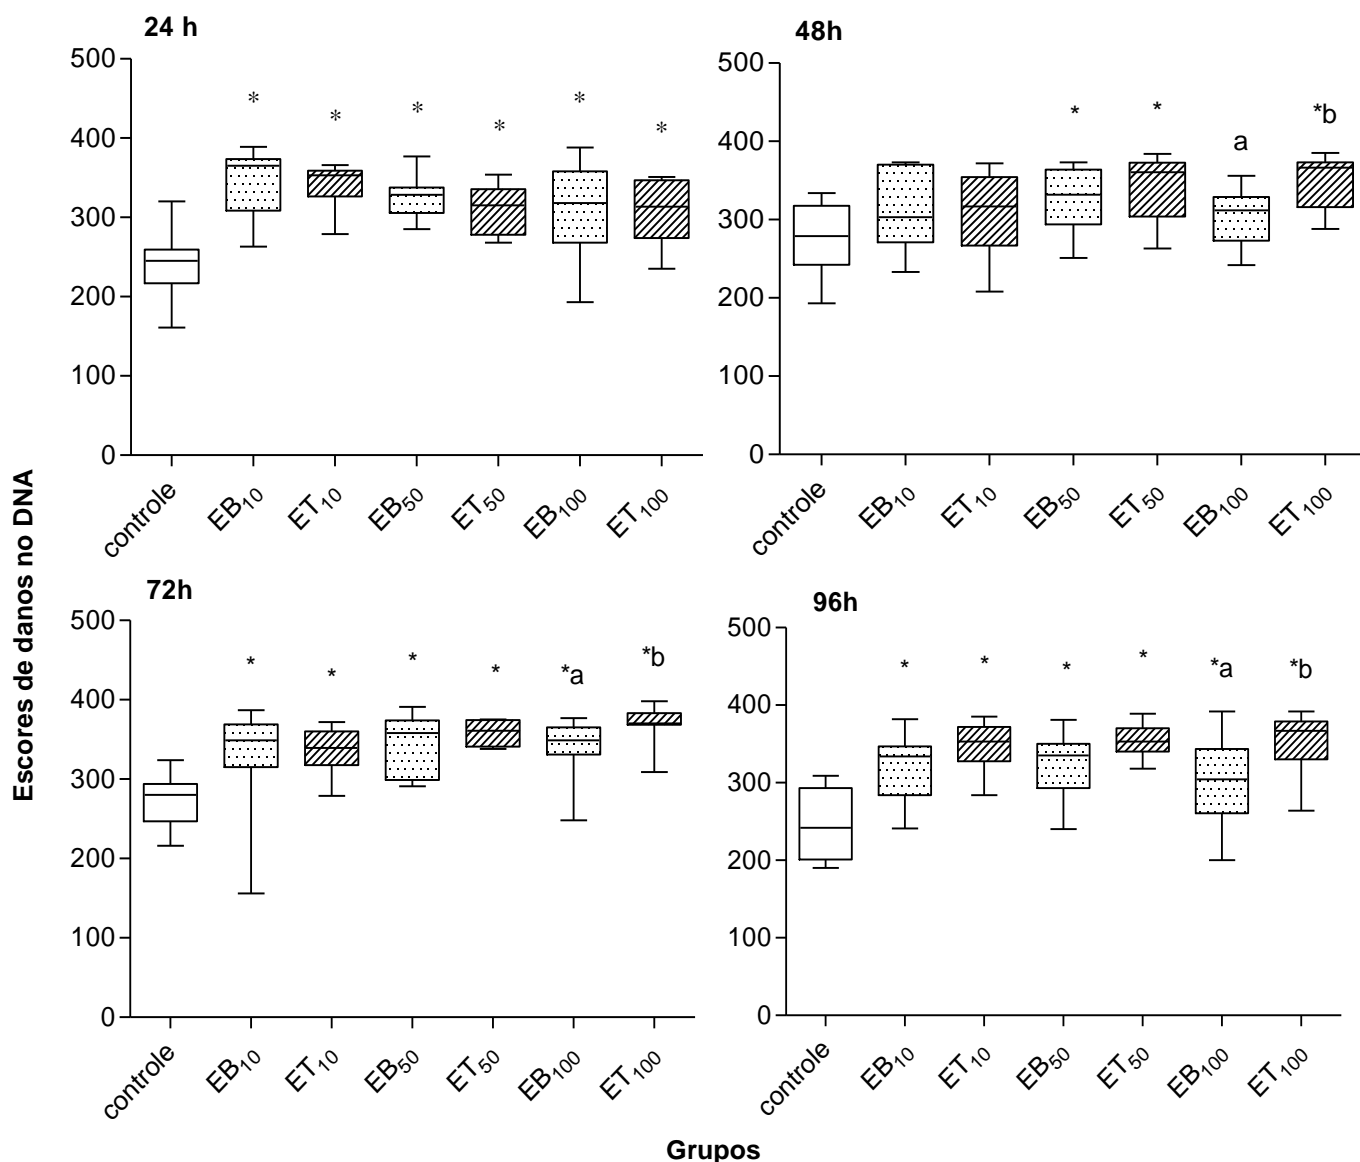 24 h
500
400
300
200
100
0
* * * * * * *
controle EB10 ET10 EB50 ET50 EB100 ET100
48h
500
400
300
200
100
0
* * a *b
controle EB10 ET10 EB50 ET50 EB100 ET100
Escores de danos no DNA
72h
500
400
300
200
100
0
* * * * *a *b
controle EB10 ET10 EB50 ET50 EB100 ET100
96h
500
400
300
200
100
0
* * * * *a *b
controle EB10 ET10 EB50 ET50 EB100 ET100
Grupos